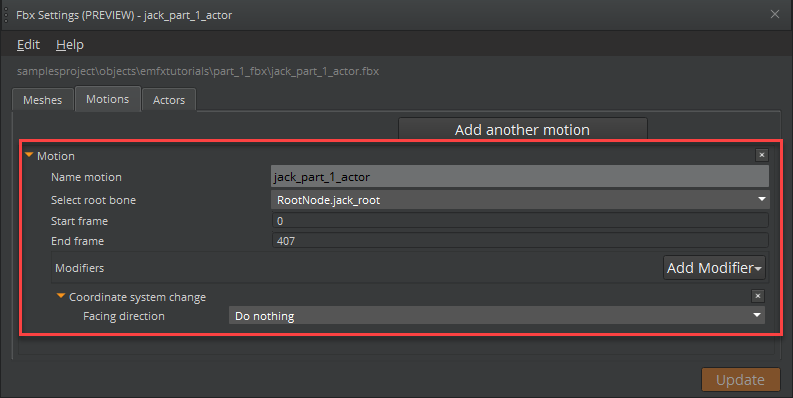 Fbx Settings (PREVIEW) - jack_part_1_actor
Edit Help
samplesproject\objects\emfxtutorials\part_1_fbx\jack_part_1_actor.fbx
Meshes Motions Actors
Add another motion
Motion
Name motion jack_part_1_actor
Select root bone RootNode.jack_root
Start frame 0
End frame 407
Modifiers Add Modifier
Coordinate system change
Facing direction Do nothing
Update